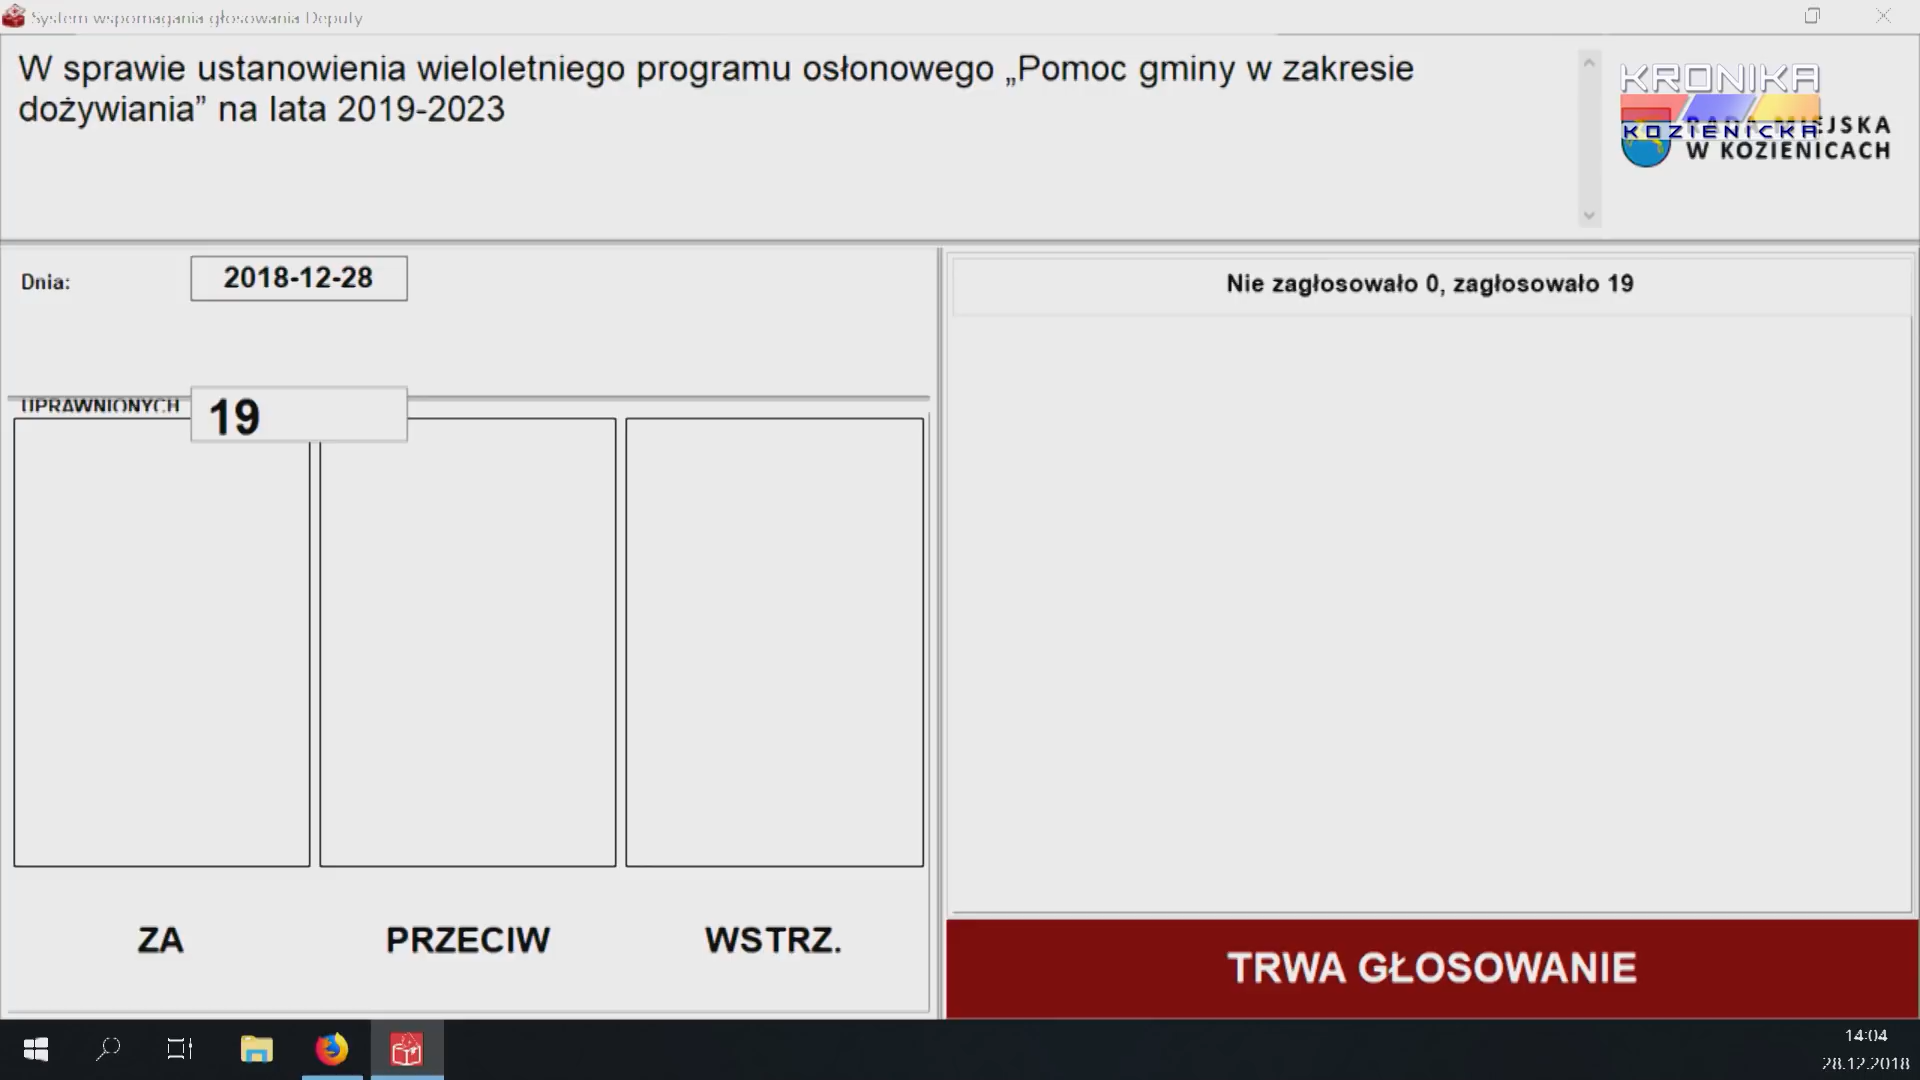 System wspomagania głosowania Deputy
W sprawie ustanowienia wieloletniego programu osłonowego „Pomoc gminy w zakresie
dożywiania” na lata 2019-2023
KRONIKA
KOZIENICKA
RADA MIEJSKA
W KOZIENICACH
Dnia:
2018-12-28
Nie zagłosowało 0, zagłosowało 19
UPRAWNIONYCH
19
ZA
PRZECIW
WSTRZ.
TRWA GŁOSOWANIE
14:04
28.12.2018